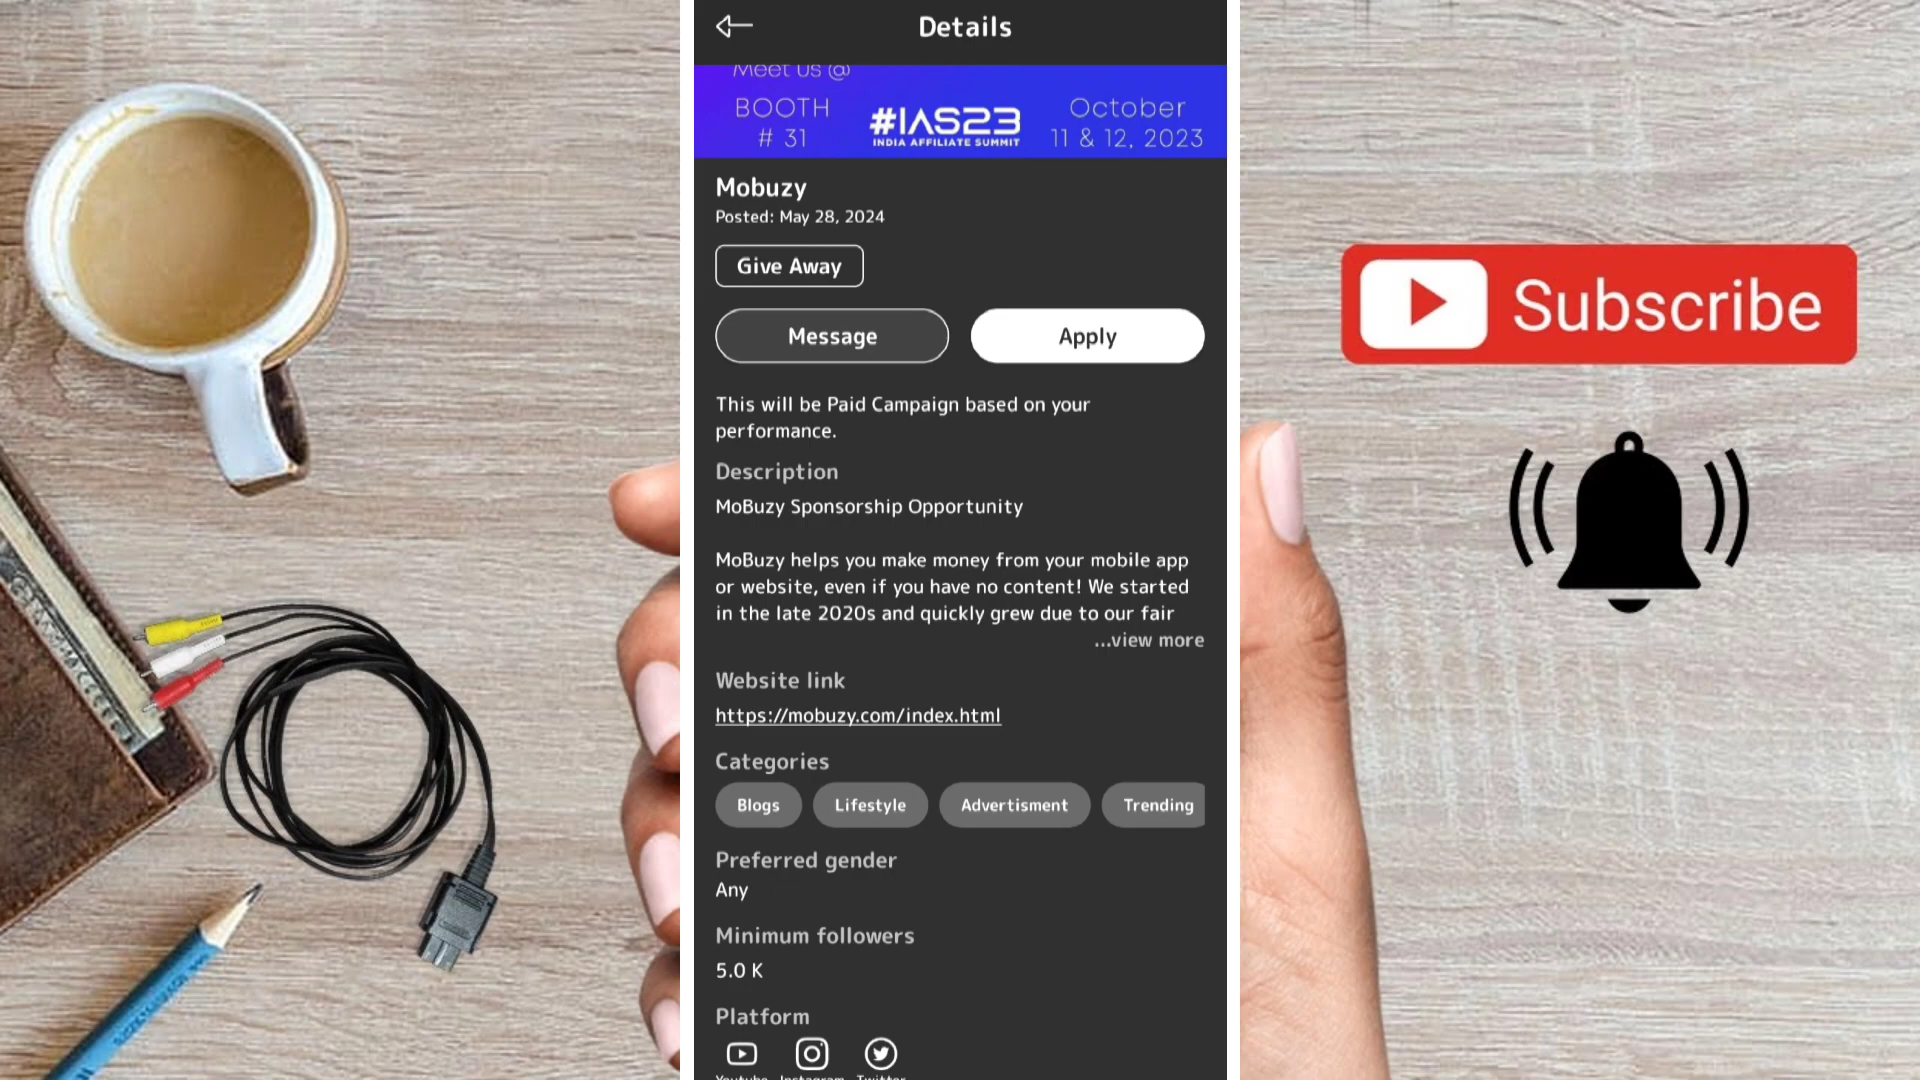 Details
Meet us @
BOOTH
# 31
#IAS23
INDIA AFFILIATE SUMMIT
October
11 & 12, 2023
Mobuzy
Posted: May 28, 2024
Give Away
Message
Apply
This will be Paid Campaign based on your
performance.
Description
MoBuzy Sponsorship Opportunity
MoBuzy helps you make money from your mobile app
or website, even if you have no content! We started
in the late 2020s and quickly grew due to our fair
...view more
Website link
https://mobuzy.com/index.html
Categories
Blogs
Lifestyle
Advertisment
Trending
Preferred gender
Any
Minimum followers
5.0 K
Platform
Youtube
Instagram
Twitter
Subscribe